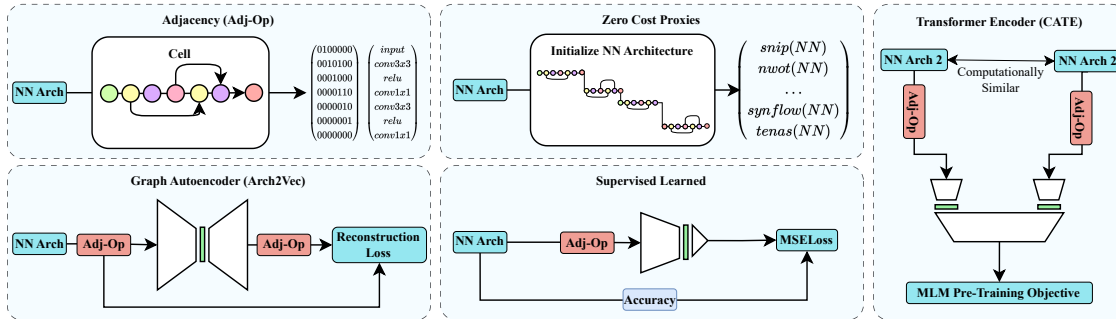 Adjacency (Adj-Op)
Cell
NN Arch
0100000
0010100
0001000
0000110
0000010
0000001
0000000
input
conv3x3
relu
conv1x1
conv3x3
relu
conv1x1
Zero Cost Proxies
Initialize NN Architecture
NN Arch
snip(NN)
nwot(NN)
...
synflow(NN)
tenas(NN)
Transformer Encoder (CATE)
NN Arch 2
NN Arch 2
Computationally
Similar
Adj-Op
Adj-Op
MLM Pre-Training Objective
Graph Autoencoder (Arch2Vec)
NN Arch
Adj-Op
Adj-Op
Reconstruction
Loss
Supervised Learned
NN Arch
Adj-Op
MSELoss
Accuracy